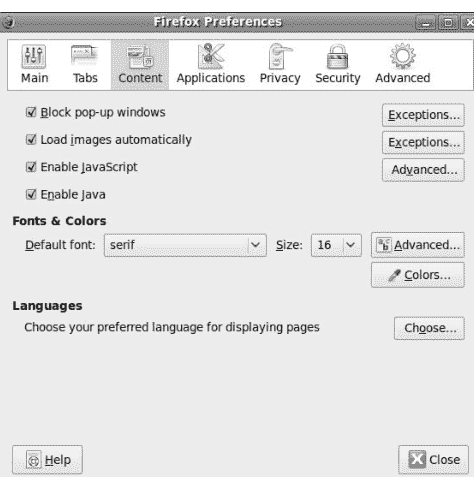 Firefox Preferences
Main Tabs Content Applications Privacy Security Advanced
Block pop-up windows Exceptions...
Load images automatically Exceptions...
Enable JavaScript Advanced...
Enable Java
Fonts & Colors
Default font: serif Size: 16 Advanced...
Colors...
Languages
Choose your preferred language for displaying pages Choose...
Help Close